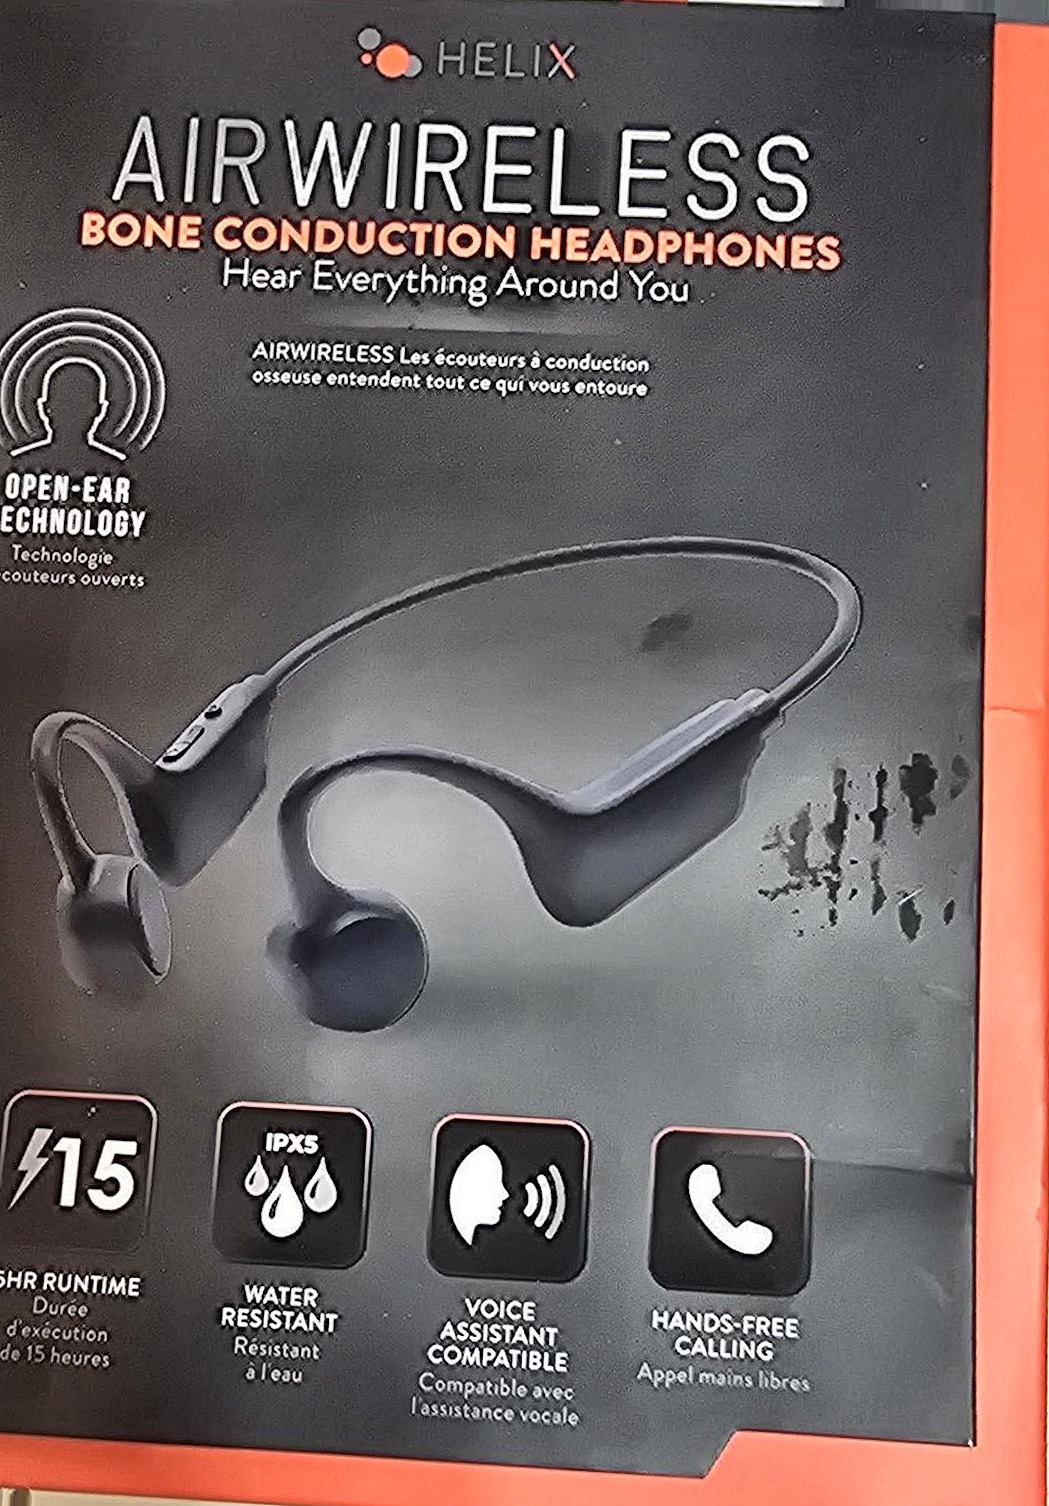 HELIX
AIRWIRELESS
BONE CONDUCTION HEADPHONES
Hear Everything Around You
AIRWIRELESS Les écouteurs à conduction
osseuse entendent tout ce qui vous entoure
OPEN-EAR
ECHNOLOGY
Technologie
couteurs ouverts
15
5HR RUNTIME
Durée
d'exécution
de 15 heures
IPX5
WATER
RESISTANT
Résistant
à l'eau
VOICE
ASSISTANT
COMPATIBLE
Compatible avec
l'assistance vocale
HANDS-FREE
CALLING
Appel mains libres